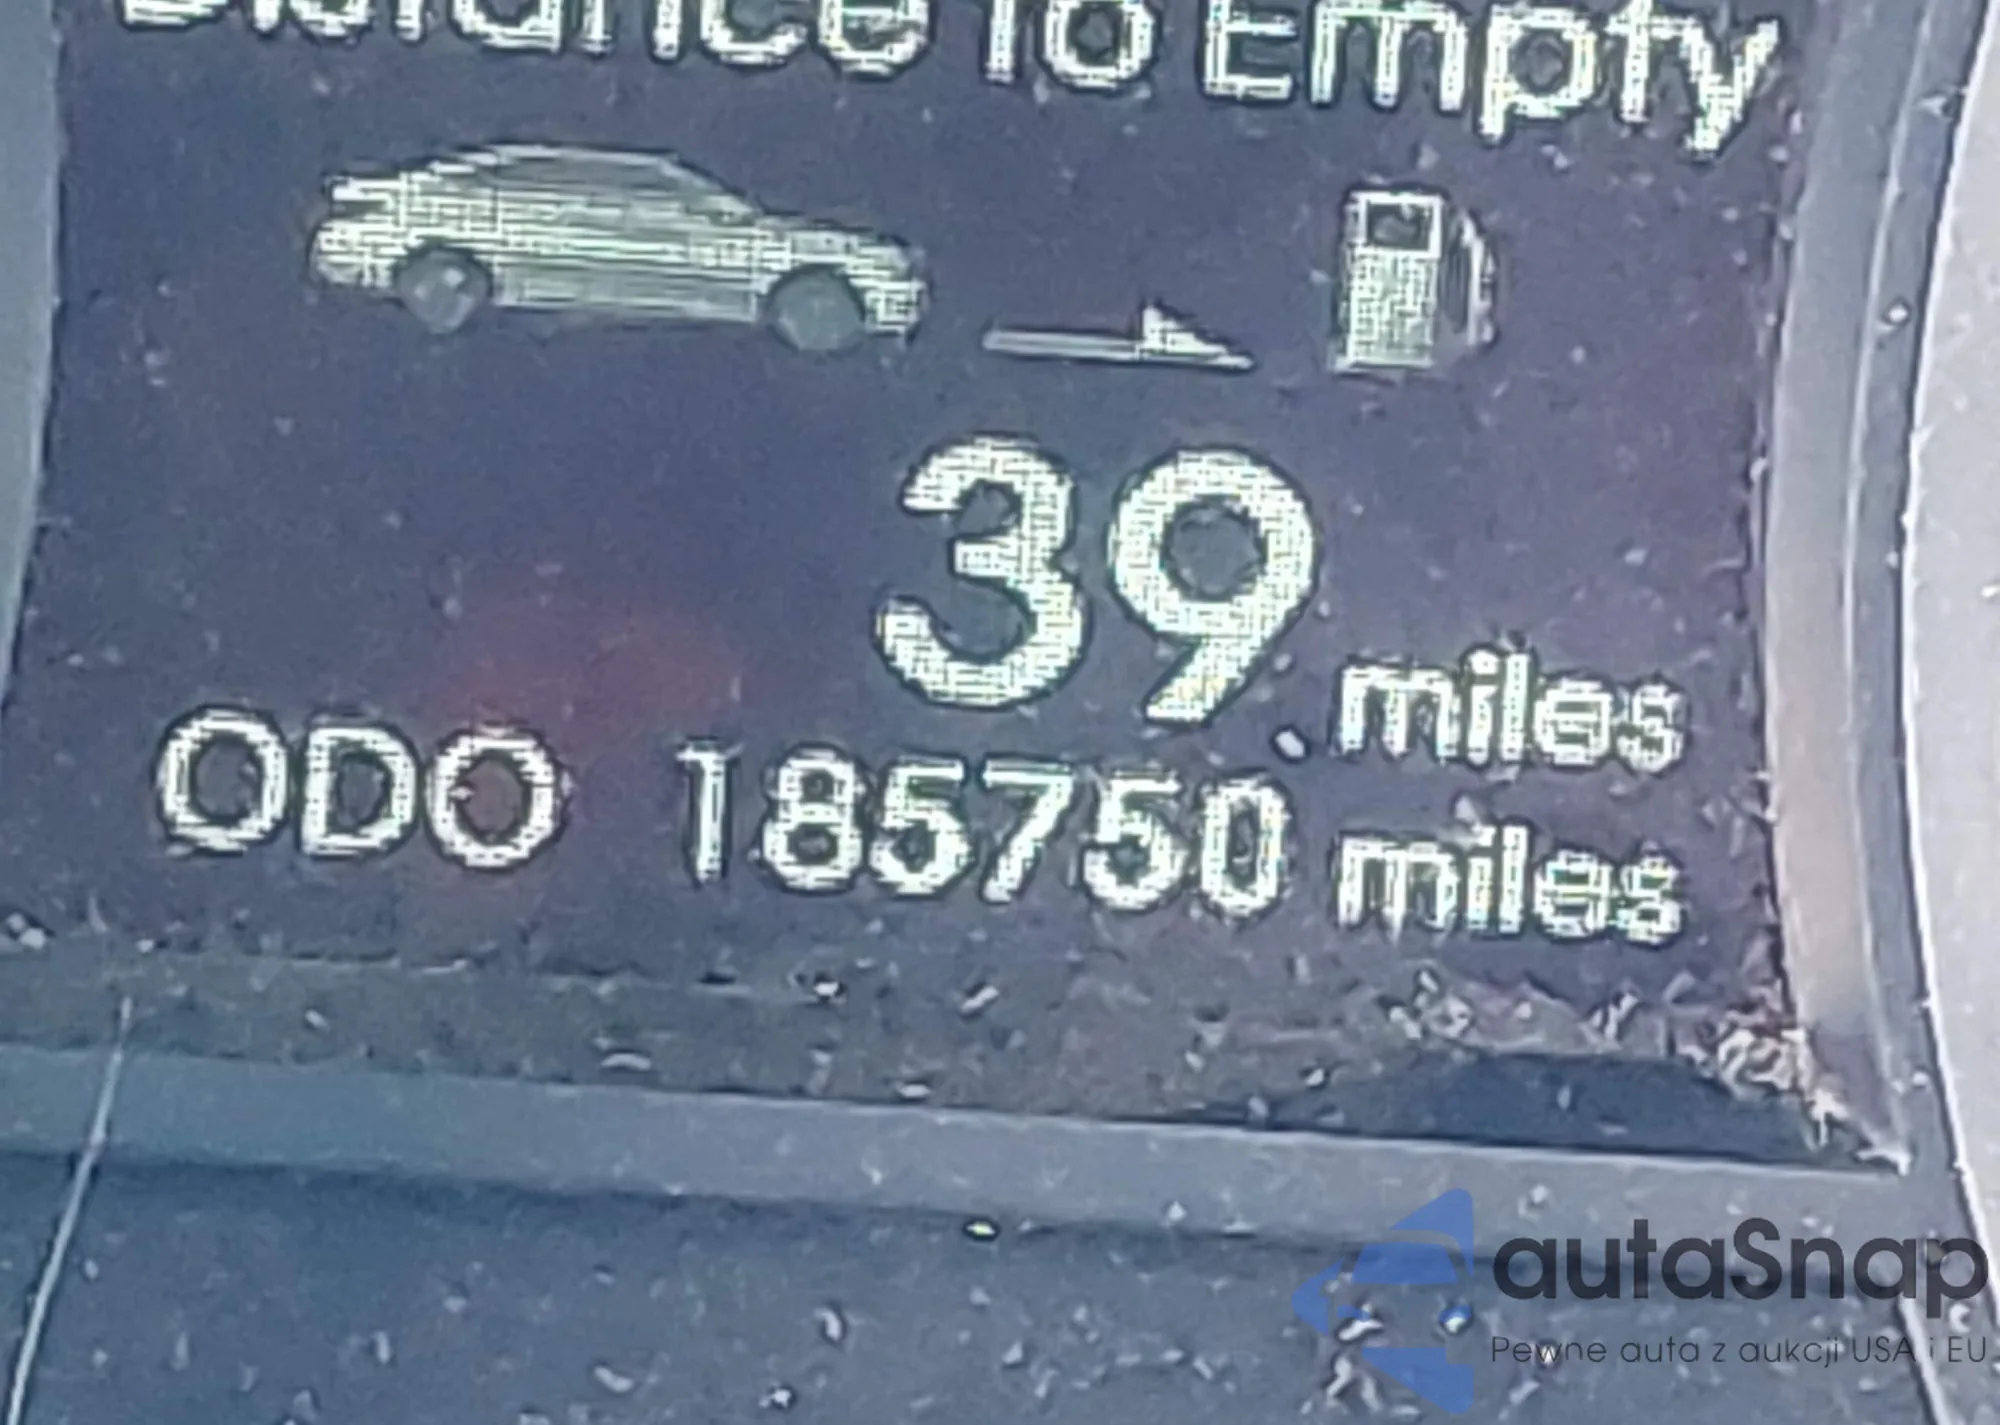 Distance to Empty
39 miles
ODO 185750 miles
autaSnap
Pewne auta z aukcji USA i EU